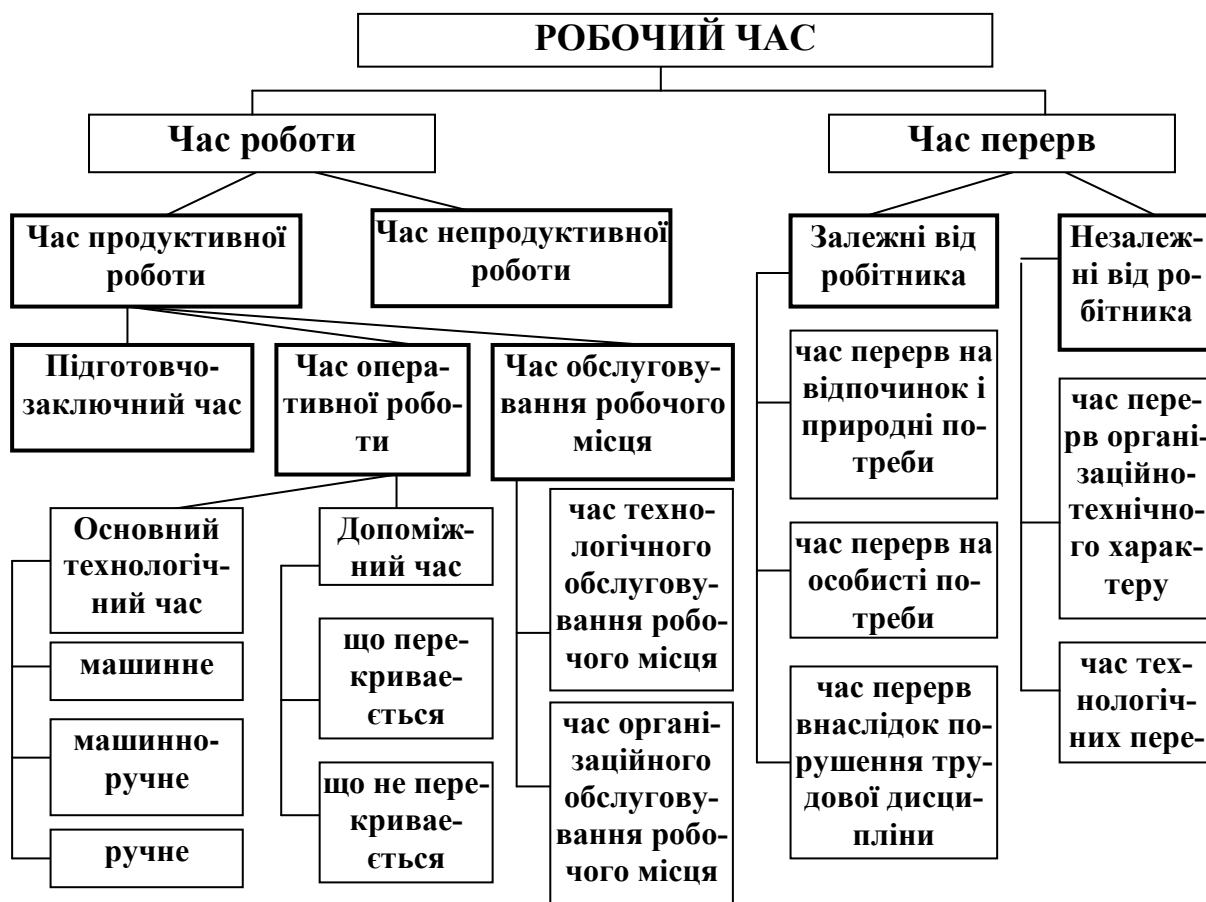 РОБОЧИЙ ЧАС
Час роботи
Час перерв
Час продуктивної
роботи
Час непродуктивної
роботи
Залежні від
робітника
Незалеж-
ні від ро-
бітника
Підготовчо-
заключний час
Час опера-
тивної робо-
ти
Час обслугову-
вання робочого
місця
Основний
технологіч-
ний час
машинне
машинно-
ручне
ручне
Допоміж-
ний час
що пере-
криває-
ється
що не пере-
криває-
ється
час техно-
логічного
обслугову-
вання робо-
чого місця
час органі-
заційного
обслугову-
вання робо-
чого місця
час перерв на
відпочинок і
природні по-
треби
час перерв на
особисті по-
треби
час перерв
внаслідок по-
рушення тру-
дової дисци-
пліни
час пере-
рв органі-
заційно-
технічно-
го харак-
теру
час тех-
нологіч-
них пере-